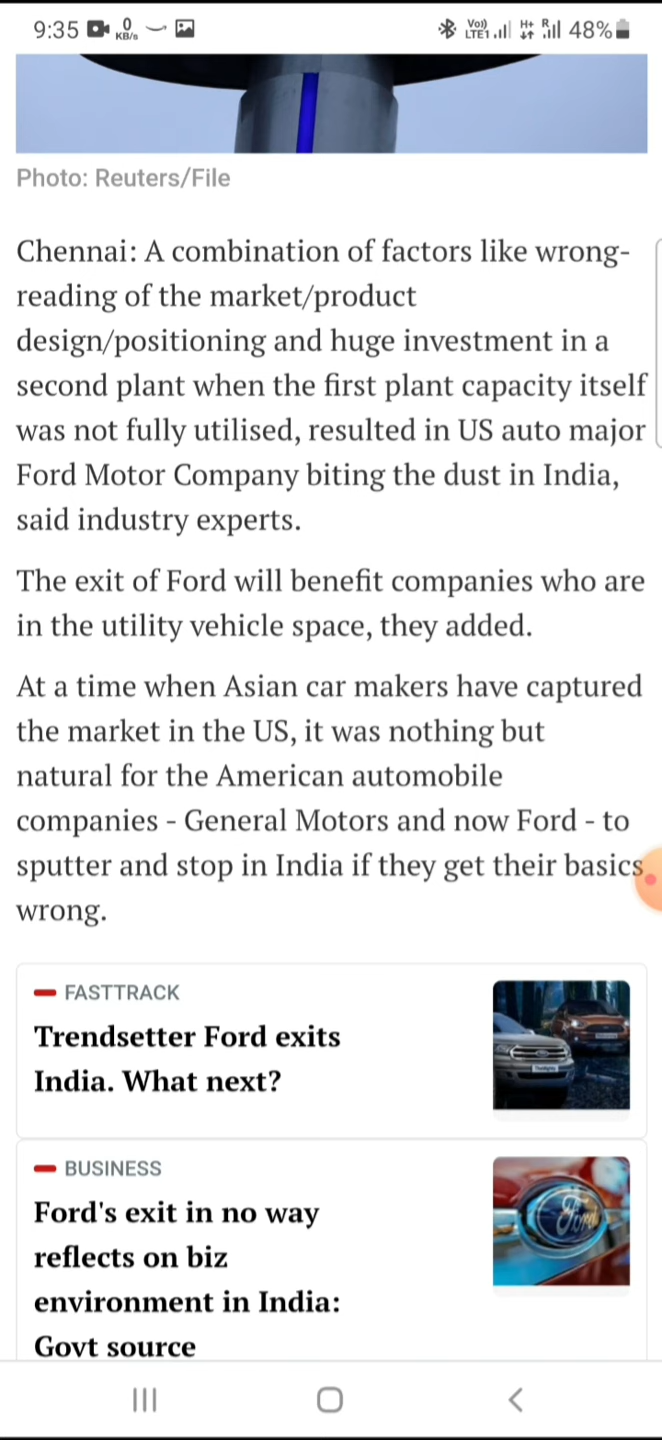 9:35 0 KB/s Vo)) LTE1 H+ R 48%
Photo: Reuters/File
Chennai: A combination of factors like wrong-
reading of the market/product
design/positioning and huge investment in a
second plant when the first plant capacity itself
was not fully utilised, resulted in US auto major
Ford Motor Company biting the dust in India,
said industry experts.
The exit of Ford will benefit companies who are
in the utility vehicle space, they added.
At a time when Asian car makers have captured
the market in the US, it was nothing but
natural for the American automobile
companies - General Motors and now Ford - to
sputter and stop in India if they get their basics
wrong.
FASTTRACK
Trendsetter Ford exits
India. What next?
BUSINESS
Ford's exit in no way
reflects on biz
environment in India:
Govt source
Ford